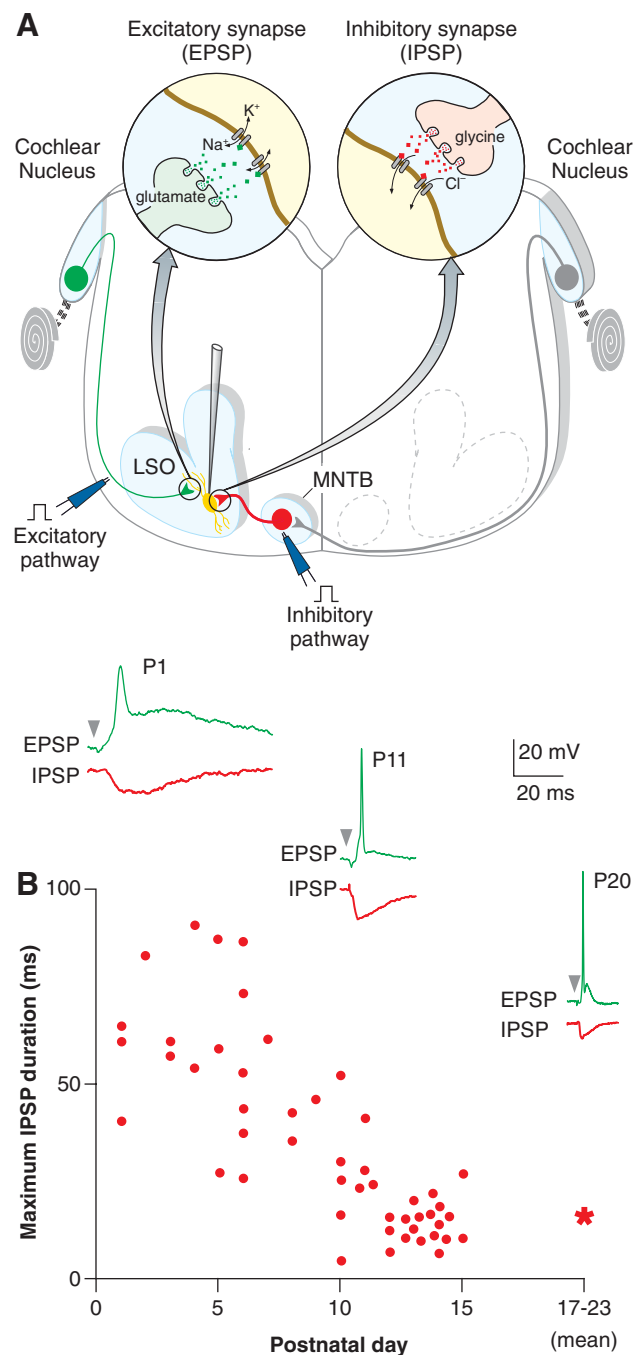 A
Excitatory synapse
(EPSP)
Inhibitory synapse
(IPSP)
K⁺
Na⁺
glutamate
glycine
Cl⁻
Cochlear
Nucleus
Cochlear
Nucleus
LSO
MNTB
Excitatory
pathway
Inhibitory
pathway
P1
EPSP
IPSP
P11
EPSP
IPSP
20 mV
20 ms
P20
EPSP
IPSP
B
Maximum IPSP duration (ms)
100
50
0
0
5
10
15
17-23
(mean)
Postnatal day